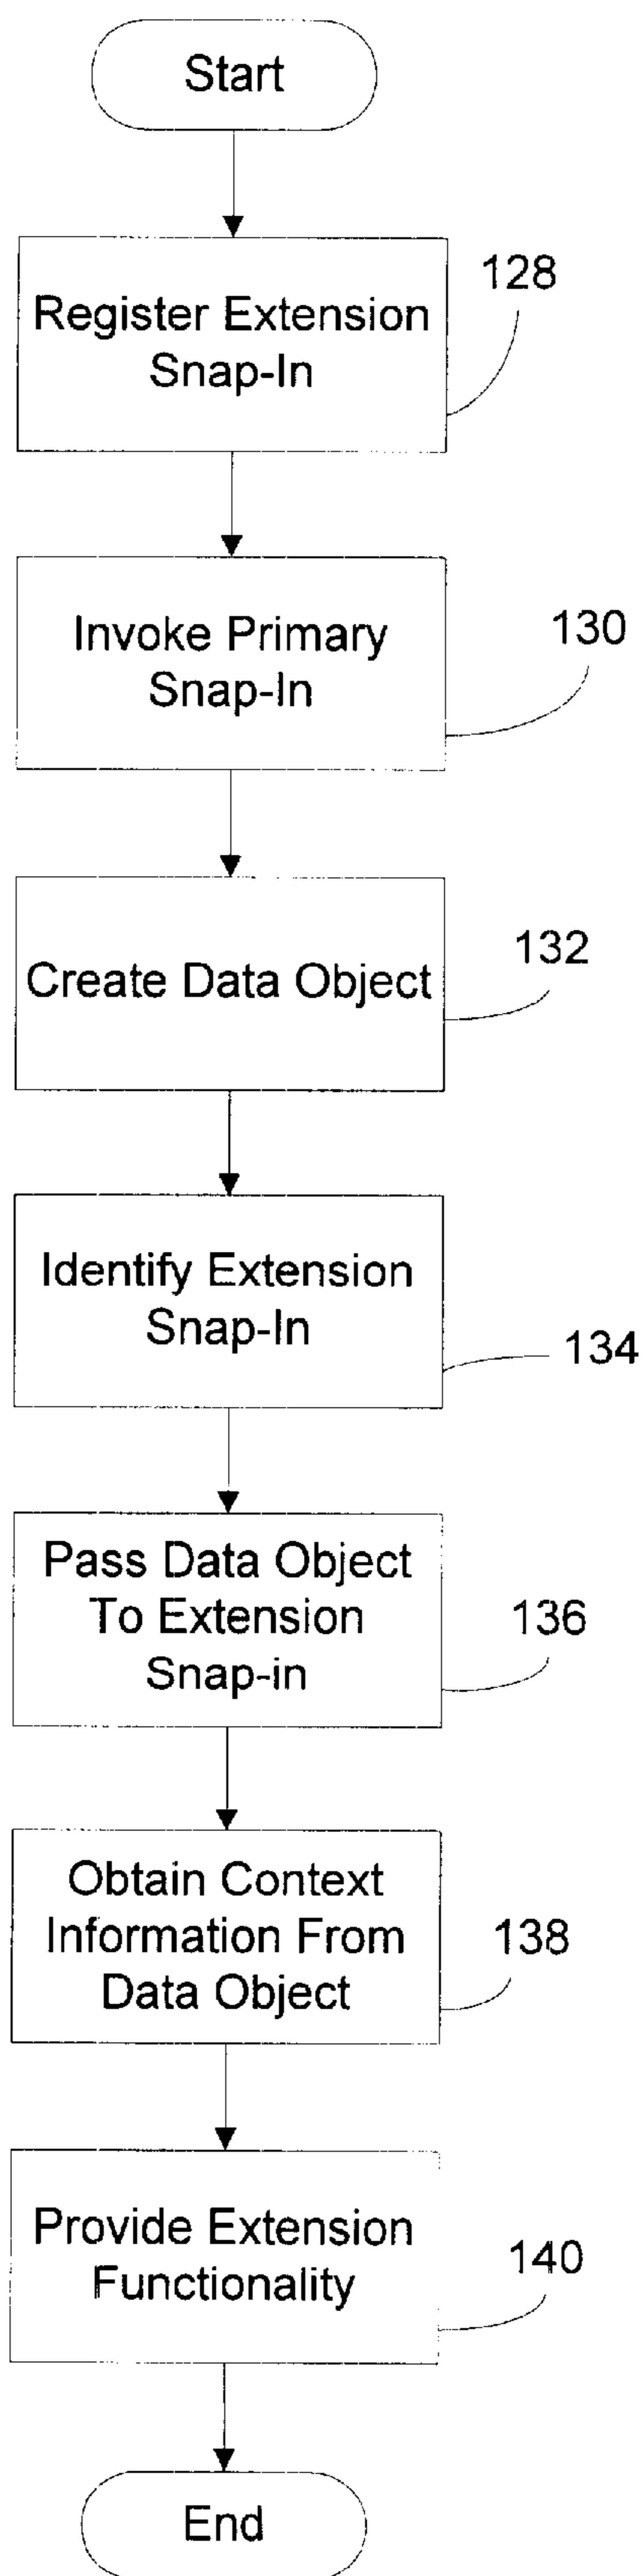 Start
Register Extension
Snap-In
128
Invoke Primary
Snap-In
130
Create Data Object
132
Identify Extension
Snap-In
134
Pass Data Object
To Extension
Snap-in
136
Obtain Context
Information From
Data Object
138
Provide Extension
Functionality
140
End